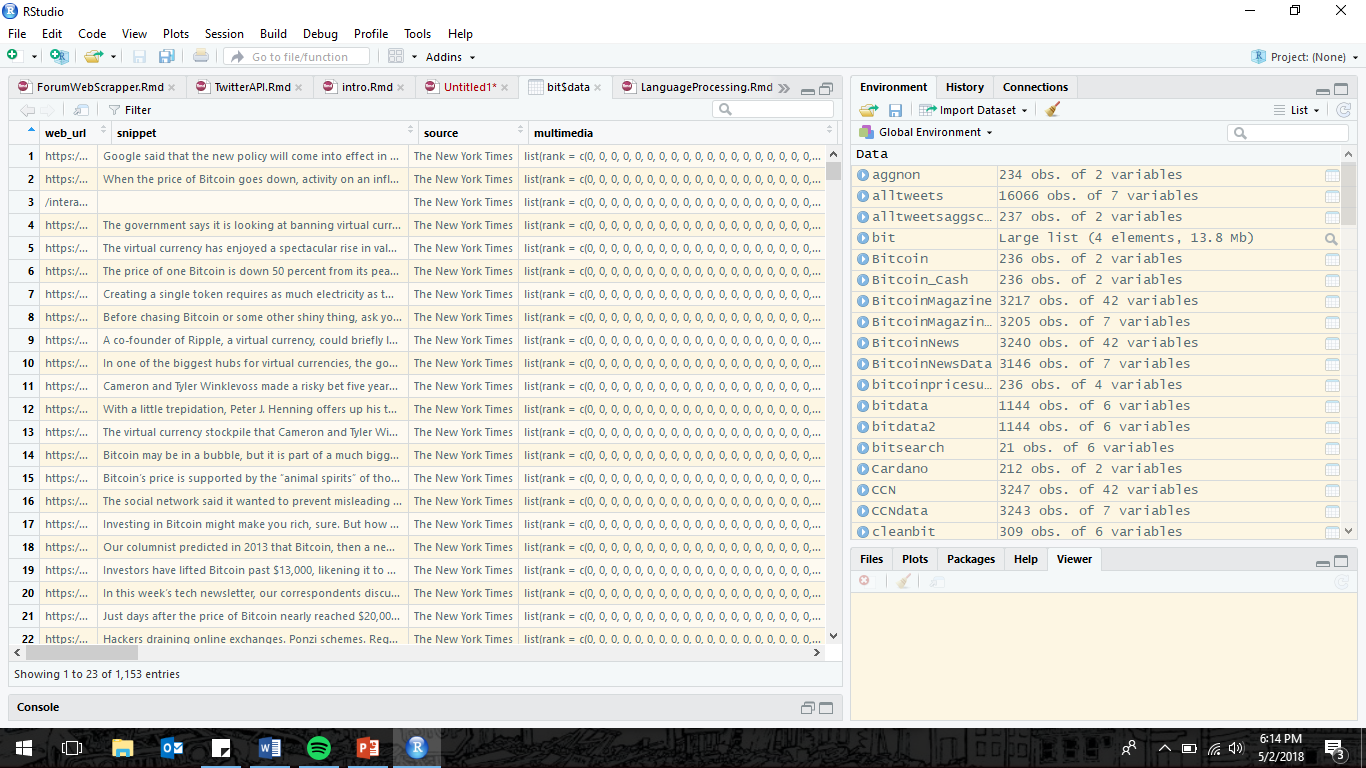 RStudio
File Edit Code View Plots Session Build Debug Profile Tools Help
Go to file/function Addins Project: (None)
ForumWebScrapper.Rmd TwitterAPI.Rmd intro.Rmd Untitled1* bit$data LanguageProcessing.Rmd
Filter
web_url snippet source multimedia
1 https:/... Google said that the new policy will come into effect in ... The New York Times list(rank = c(0, 0, 0, 0, 0, 0, 0, 0, 0, 0, 0, 0, 0, 0, 0, 0, 0, 0, 0,...
2 https:/... When the price of Bitcoin goes down, activity on an infl... The New York Times list(rank = c(0, 0, 0, 0, 0, 0, 0, 0, 0, 0, 0, 0, 0, 0, 0, 0, 0, 0, 0,...
3 /intera... The New York Times list(rank = c(0, 0, 0, 0, 0, 0, 0, 0, 0, 0, 0, 0, 0, 0, 0, 0, 0, 0, 0,...
4 https:/... The government says it is looking at banning virtual curr... The New York Times list(rank = c(0, 0, 0, 0, 0, 0, 0, 0, 0, 0, 0, 0, 0, 0, 0, 0, 0, 0, 0,...
5 https:/... The virtual currency has enjoyed a spectacular rise in val... The New York Times list(rank = c(0, 0, 0, 0, 0, 0, 0, 0, 0, 0, 0, 0, 0, 0, 0, 0, 0, 0, 0,...
6 https:/... The price of one Bitcoin is down 50 percent from its pea... The New York Times list(rank = c(0, 0, 0, 0, 0, 0, 0, 0, 0, 0, 0, 0, 0, 0, 0, 0, 0, 0, 0,...
7 https:/... Creating a single token requires as much electricity as t... The New York Times list(rank = c(0, 0, 0, 0, 0, 0, 0, 0, 0, 0, 0, 0, 0, 0, 0, 0, 0, 0, 0,...
8 https:/... Before chasing Bitcoin or some other shiny thing, ask yo... The New York Times list(rank = c(0, 0, 0, 0, 0, 0, 0, 0, 0, 0, 0, 0, 0, 0, 0, 0, 0, 0, 0,...
9 https:/... A co-founder of Ripple, a virtual currency, could briefly l... The New York Times list(rank = c(0, 0, 0, 0, 0, 0, 0, 0, 0, 0, 0, 0, 0, 0, 0, 0, 0, 0, 0,...
10 https:/... In one of the biggest hubs for virtual currencies, the go... The New York Times list(rank = c(0, 0, 0, 0, 0, 0, 0, 0, 0, 0, 0, 0, 0, 0, 0, 0, 0, 0, 0,...
11 https:/... Cameron and Tyler Winklevoss made a risky bet five year... The New York Times list(rank = c(0, 0, 0, 0, 0, 0, 0, 0, 0, 0, 0, 0, 0, 0, 0, 0, 0, 0, 0,...
12 https:/... With a little trepidation, Peter J. Henning offers up his t... The New York Times list(rank = c(0, 0, 0, 0, 0, 0, 0, 0, 0, 0, 0, 0, 0, 0, 0, 0, 0, 0, 0,...
13 https:/... The virtual currency stockpile that Cameron and Tyler Wi... The New York Times list(rank = c(0, 0, 0, 0, 0, 0, 0, 0, 0, 0, 0, 0, 0, 0, 0, 0, 0, 0, 0,...
14 https:/... Bitcoin may be in a bubble, but it is part of a much bigg... The New York Times list(rank = c(0, 0, 0, 0, 0, 0, 0, 0, 0, 0, 0, 0, 0, 0, 0, 0, 0, 0, 0,...
15 https:/... Bitcoin's price is supported by the “animal spirits” of tho... The New York Times list(rank = c(0, 0, 0, 0, 0, 0, 0, 0, 0, 0, 0, 0, 0, 0, 0, 0, 0, 0, 0,...
16 https:/... The social network said it wanted to prevent misleading ... The New York Times list(rank = c(0, 0, 0, 0, 0, 0, 0, 0, 0, 0, 0, 0, 0, 0, 0, 0, 0, 0, 0,...
17 https:/... Investing in Bitcoin might make you rich, sure. But how ... The New York Times list(rank = c(0, 0, 0, 0, 0, 0, 0, 0, 0, 0, 0, 0, 0, 0, 0, 0, 0, 0, 0,...
18 https:/... Our columnist predicted in 2013 that Bitcoin, then a ne... The New York Times list(rank = c(0, 0, 0, 0, 0, 0, 0, 0, 0, 0, 0, 0, 0, 0, 0, 0, 0, 0, 0,...
19 https:/... Investors have lifted Bitcoin past $13,000, likening it to ... The New York Times list(rank = c(0, 0, 0, 0, 0, 0, 0, 0, 0, 0, 0, 0, 0, 0, 0, 0, 0, 0, 0,...
20 https:/... In this week's tech newsletter, our correspondents discu... The New York Times list(rank = c(0, 0, 0, 0, 0, 0, 0, 0, 0, 0, 0, 0, 0, 0, 0, 0, 0, 0, 0,...
21 https:/... Just days after the price of Bitcoin nearly reached $20,00... The New York Times list(rank = c(0, 0, 0, 0, 0, 0, 0, 0, 0, 0, 0, 0, 0, 0, 0, 0, 0, 0, 0,...
22 https:/... Hackers draining online exchanges. Ponzi schemes. Reg... The New York Times list(rank = c(0, 0, 0, 0, 0, 0, 0, 0, 0, 0, 0, 0, 0, 0, 0, 0, 0, 0, 0,...
Showing 1 to 23 of 1,153 entries
Console
Environment History Connections
Import Dataset List
Global Environment
Data
aggnon 234 obs. of 2 variables
alltweets 16066 obs. of 7 variables
alltweetsaggsc... 237 obs. of 2 variables
bit Large list (4 elements, 13.8 Mb)
Bitcoin 236 obs. of 2 variables
Bitcoin_Cash 236 obs. of 2 variables
BitcoinMagazine 3217 obs. of 42 variables
BitcoinMagazin... 3205 obs. of 7 variables
BitcoinNews 3240 obs. of 42 variables
BitcoinNewsData 3146 obs. of 7 variables
bitcoinpricesu... 236 obs. of 4 variables
bitdata 1144 obs. of 6 variables
bitdata2 1144 obs. of 6 variables
bitsearch 21 obs. of 6 variables
Cardano 212 obs. of 2 variables
CCN 3247 obs. of 42 variables
CCNdata 3243 obs. of 7 variables
cleanbit 309 obs. of 6 variables
Files Plots Packages Help Viewer
6:14 PM
5/2/2018
3